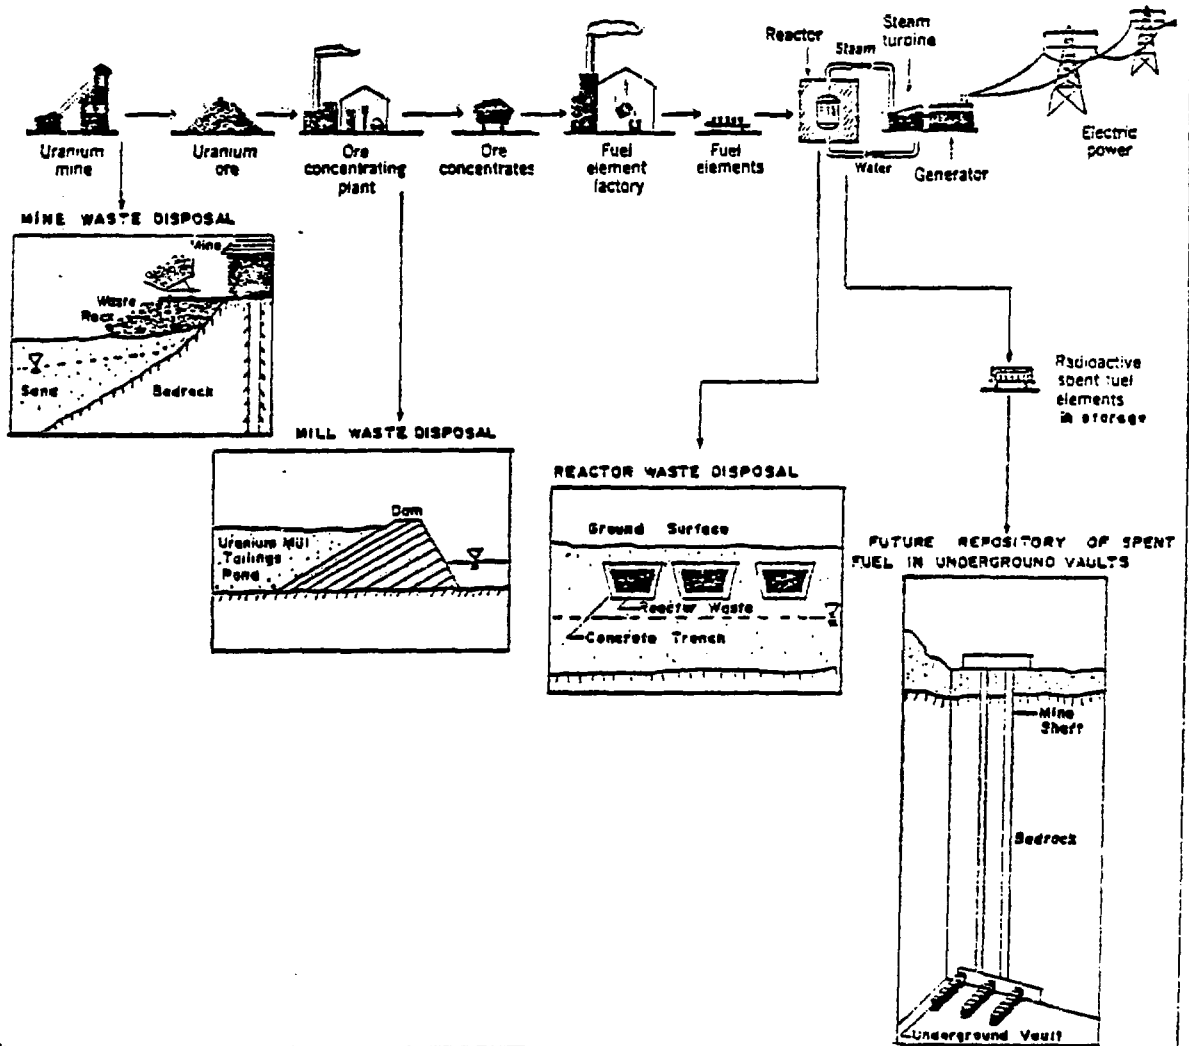 Reactor
Steam
Steam
turbine
Uranium
mine
Uranium
ore
Ore
concentrating
plant
Ore
concentrates
Fuel
element
factory
Fuel
elements
Water
Generator
Electric
power
MINE WASTE DISPOSAL
Mine
Waste
Rock
Sand
Bedrock
MILL WASTE DISPOSAL
Dam
Uranium Mill
Tailings
Pond
REACTOR WASTE DISPOSAL
Ground Surface
Reactor Waste
Concrete Trench
Radioactive
spent fuel
elements
in storage
FUTURE REPOSITORY OF SPENT
FUEL IN UNDERGROUND VAULTS
Mine
Shaft
Bedrock
Underground Vault